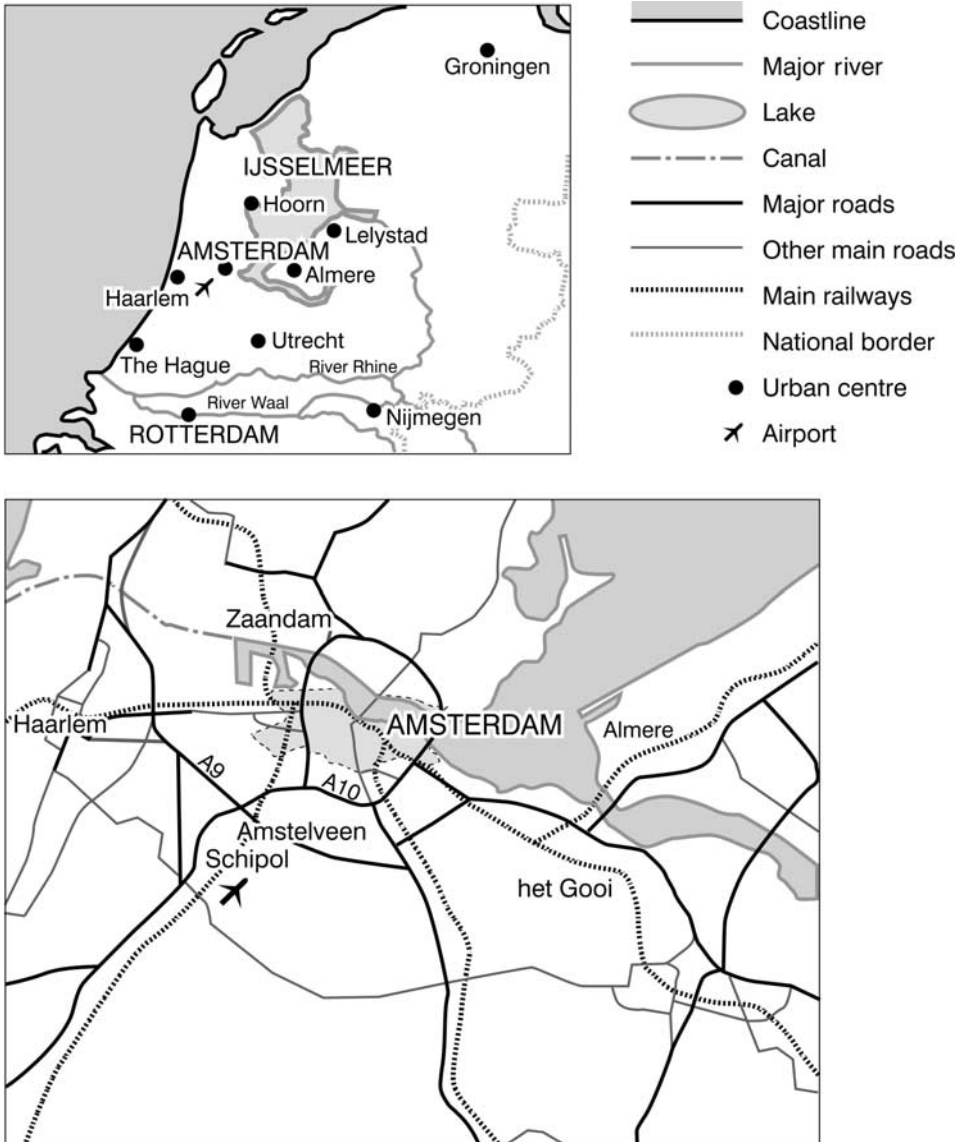 Groningen
IJSSELMEER
Hoorn
Lelystad
AMSTERDAM
Almere
Haarlem
Utrecht
The Hague
River Rhine
River Waal
Nijmegen
ROTTERDAM
Coastline
Major river
Lake
Canal
Major roads
Other main roads
Main railways
National border
Urban centre
Airport
Zaandam
Haarlem
AMSTERDAM
Almere
A9
A10
Amstelveen
Schipol
het Gooi